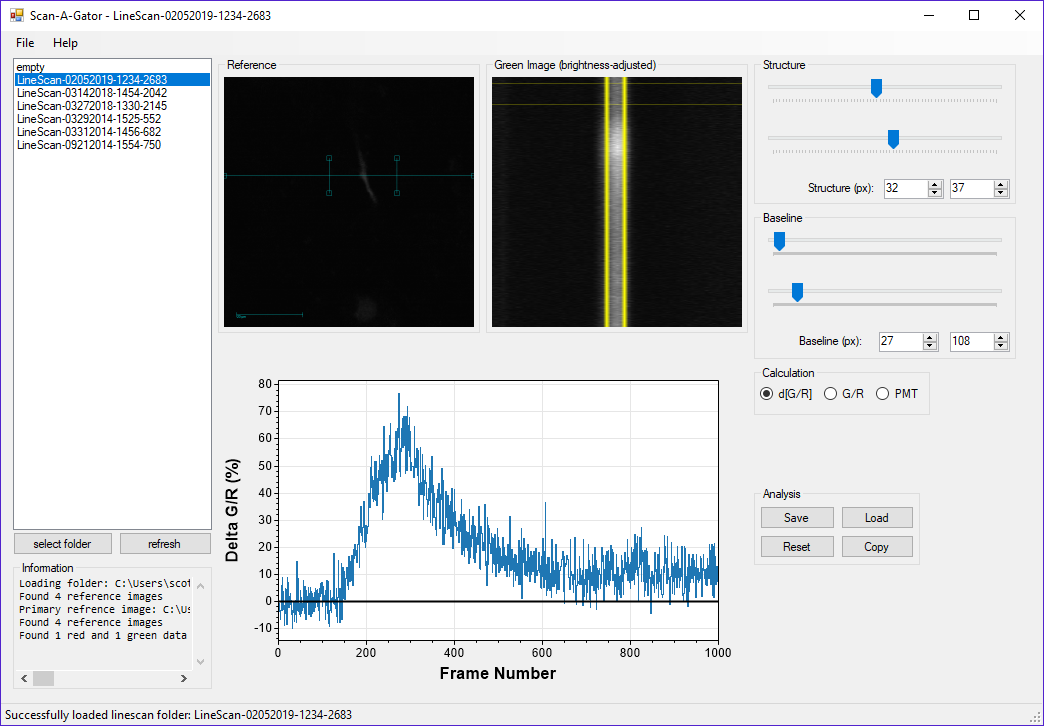 Scan-A-Gator - LineScan-02052019-1234-2683
File Help
empty
LineScan-02052019-1234-2683
LineScan-03142018-1454-2042
LineScan-03272018-1330-2145
LineScan-03292014-1525-552
LineScan-03312014-1456-682
LineScan-09212014-1554-750
select folder refresh
Information
Loading folder: C:\Users\scot
Found 4 reference images
Primary refrence image: C:\Us
Found 4 reference images
Found 1 red and 1 green data
Reference
Green Image (brightness-adjusted)
Structure
Structure (px): 32 37
Baseline
Baseline (px): 27 108
Calculation
d[G/R] G/R PMT
Analysis
Save Load
Reset Copy
Delta G/R (%)
80
70
60
50
40
30
20
10
0
-10
0 200 400 600 800 1000
Frame Number
Successfully loaded linescan folder: LineScan-02052019-1234-2683